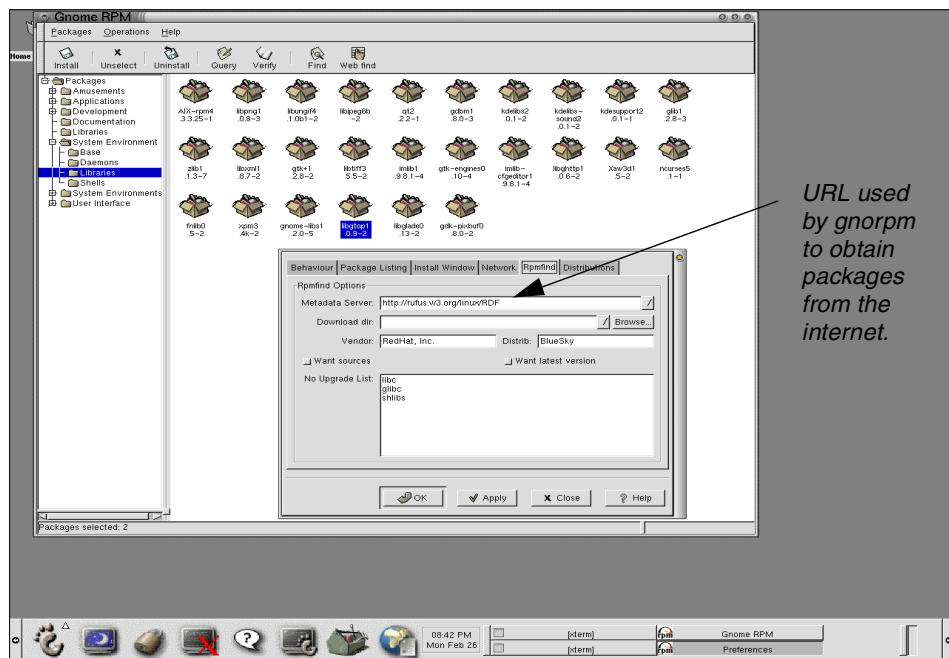 Gnome RPM
Packages Operations Help
Home
Install Unselect Uninstall Query Verify Find Web find
Packages
Amusements
Applications
Development
Documentation
Libraries
System Environment
Base
Daemons
Libraries
Shells
System Environments
User Interface
AIX-rpm4 libpng1 libungif4 libjpeg6b qt2 gdbm1 kdelibs2 kdelibs- kdesupport2 glib1
.3.3.25-1 .0.8-3 .1.0b1-2 -2 .2.2-1 .8.0-3 .0.1-2 sound2 .0.1-1 .2.8-3
.0.1-2
zlib1 libxml1 gtk+1 libtiff3 imlib1 gtk-engines0 imlib- libghttp1 Xaw3d1 ncurses5
.1.3-7 .8.7-2 .2.8-2 .5.5-2 .9.8.1-4 .10-4 cfgeditor1 .0.6-2 .5-2 .1-1
.9.8.1-4
fnlib0 xpm3 gnome-libs1 libgtop1 libglade0 gdk-pixbuf0
.5-2 .4k-2 .2.0-5 .0.9-2 .13-2 .8.0-2
URL used
by gnorpm
to obtain
packages
from the
internet.
Behaviour Package Listing Install Window Network Rpmfind Distributions
Rpmfind Options
Metadata Server: http://rufus.w3.org/linux/RDF
Download dir: Browse...
Vendor: RedHat, Inc. Distrib: BlueSky
Want sources Want latest version
No Upgrade List: libc
glibc
shlibs
OK Apply Close Help
Packages selected: 2
08:42 PM
Mon Feb 26
[xterm]
[xterm]
rpm Gnome RPM
rpm Preferences